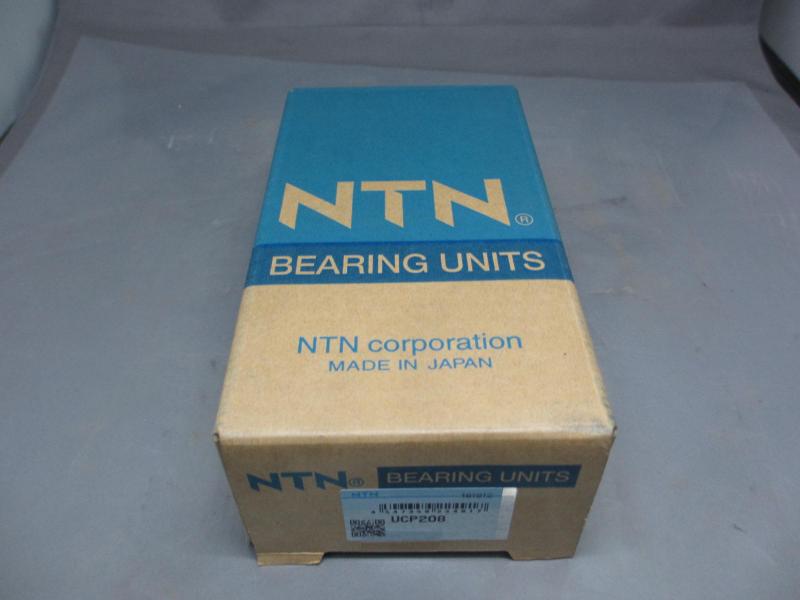 NTN®
BEARING UNITS
NTN corporation
MADE IN JAPAN
NTN® BEARING UNITS
NTN
UCP208